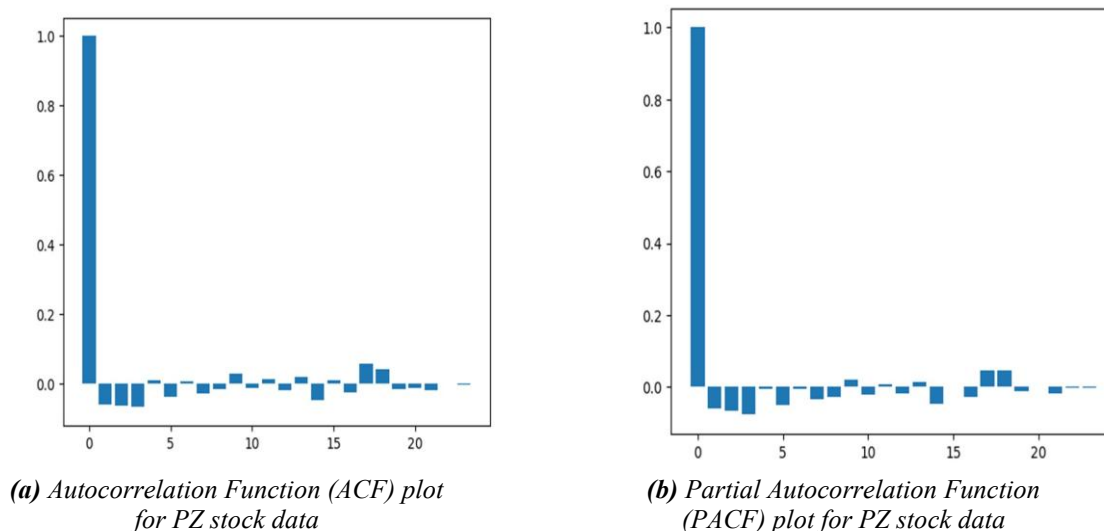 1.0
0.8
0.6
0.4
0.2
0.0
0 5 10 15 20
(a) Autocorrelation Function (ACF) plot
for PZ stock data
1.0
0.8
0.6
0.4
0.2
0.0
0 5 10 15 20
(b) Partial Autocorrelation Function
(PACF) plot for PZ stock data